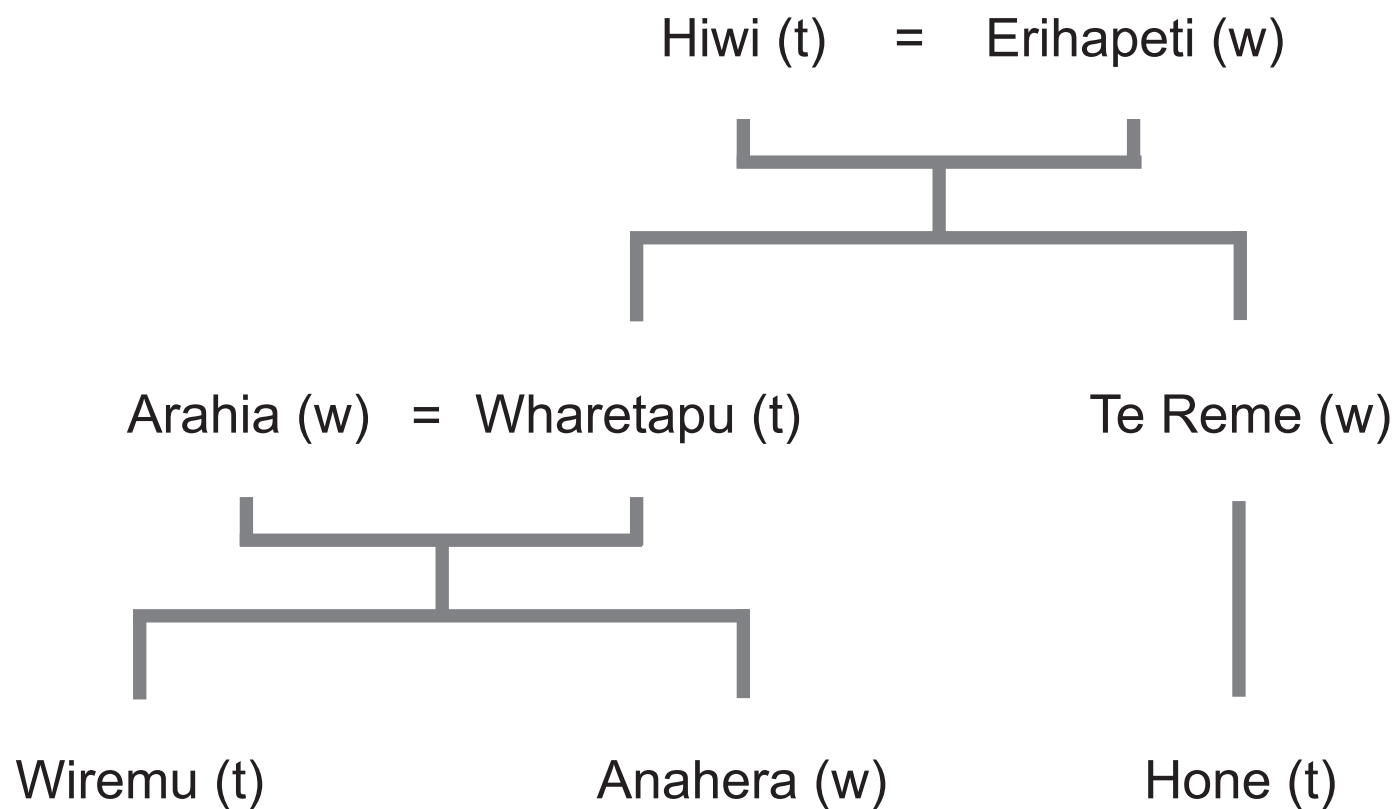 Hiwi (t) = Erihapeti (w)
Arahia (w) = Wharetapu (t) Te Reme (w)
Wiremu (t) Anahera (w) Hone (t)